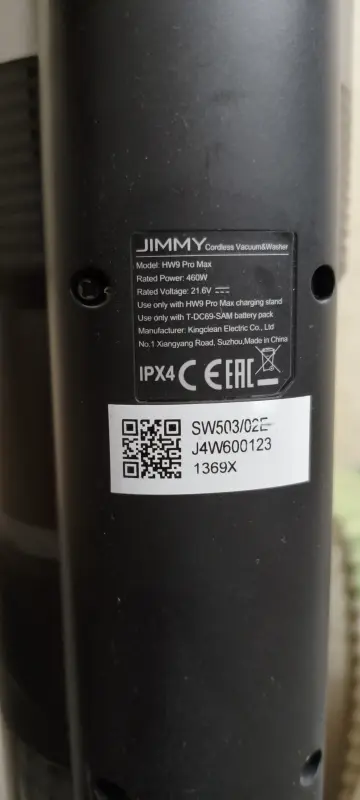 JIMMY Cordless Vacuum&Washer
Model: HW9 Pro Max
Rated Power: 460W
Rated Voltage: 21.6V
Use only with HW9 Pro Max charging stand
Use only with T-DC69-SAM battery pack
Manufacturer: Kingclean Electric Co., Ltd
No.1 Xiangyang Road, Suzhou,Made in China
IPX4 CE EAC
SW503/02E
J4W600123
1369X